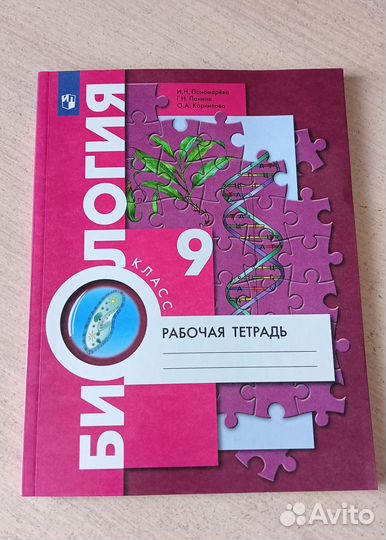 И.Н. Пономарёва
Г.Н. Панина
О.А. Корнилова
БИОЛОГИЯ
9
КЛАСС
РАБОЧАЯ ТЕТРАДЬ
Avito